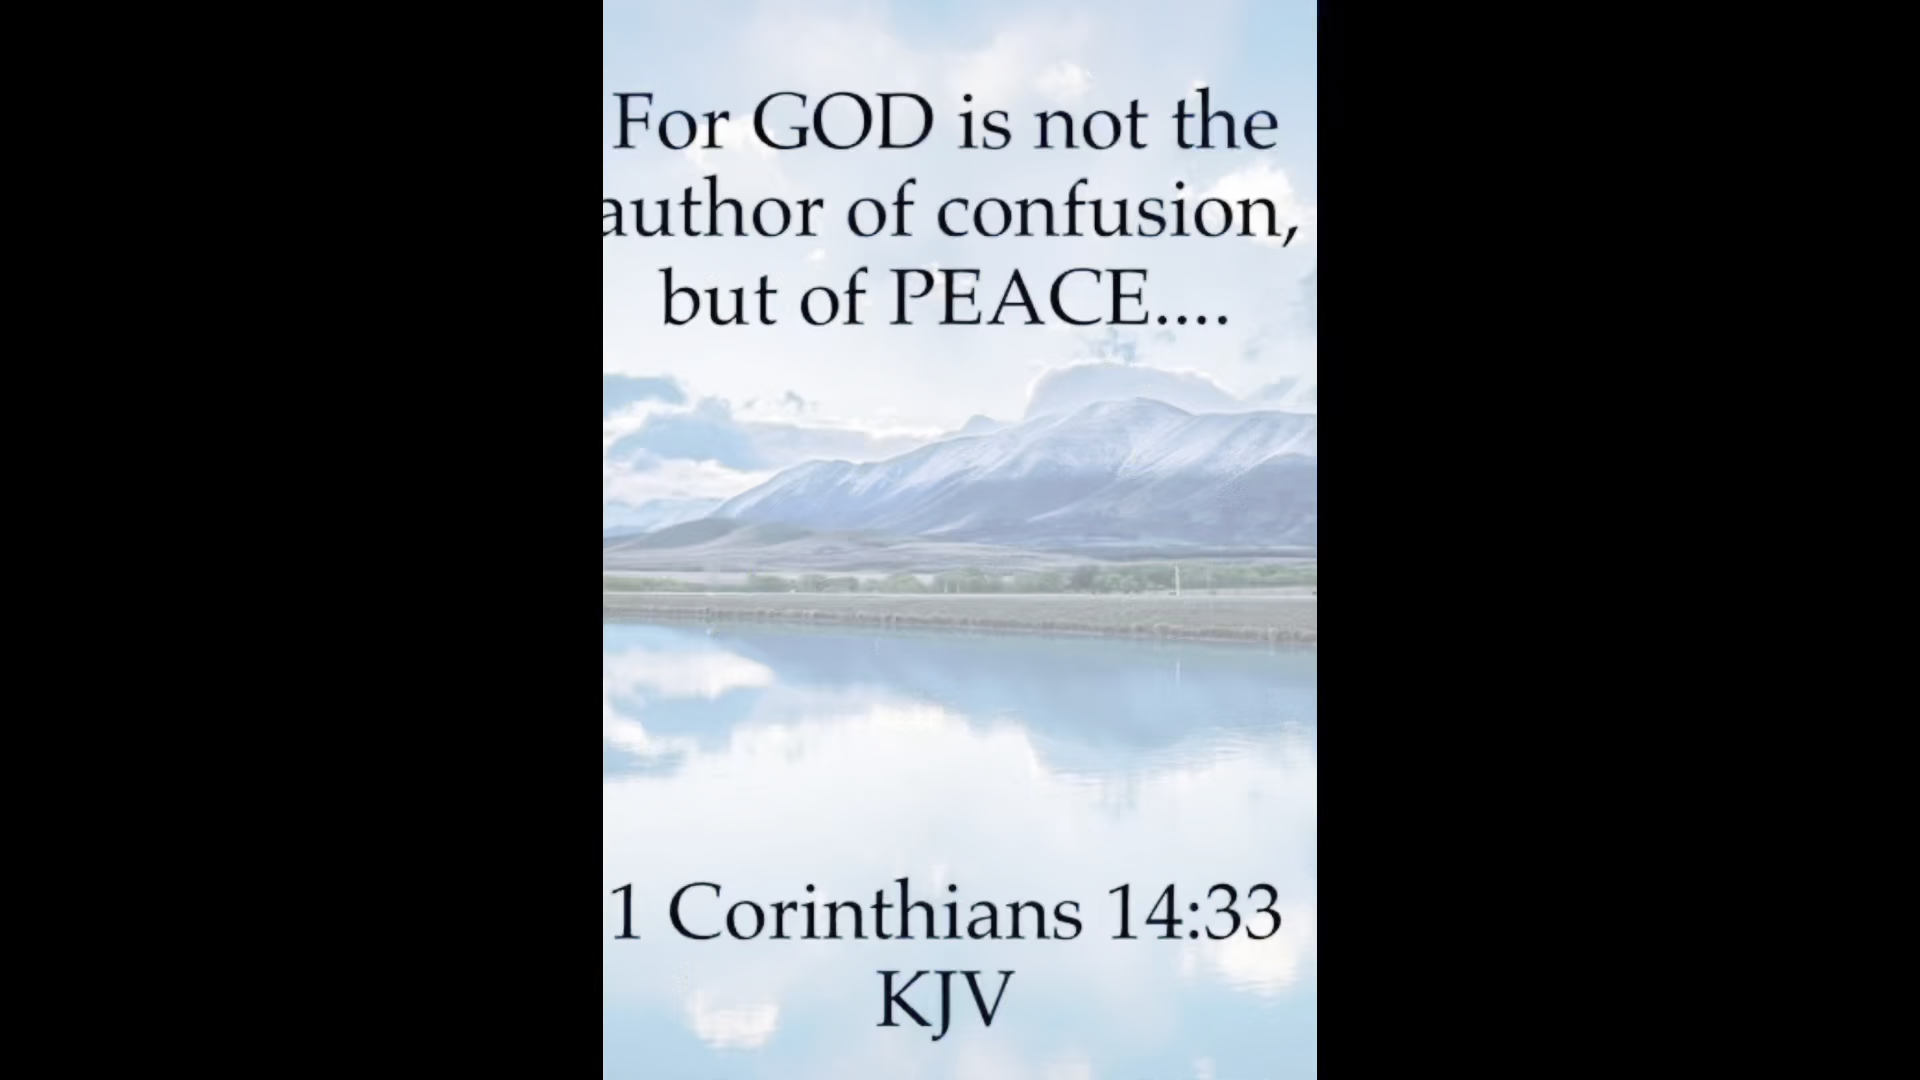 For GOD is not the
author of confusion,
but of PEACE....
1 Corinthians 14:33
KJV